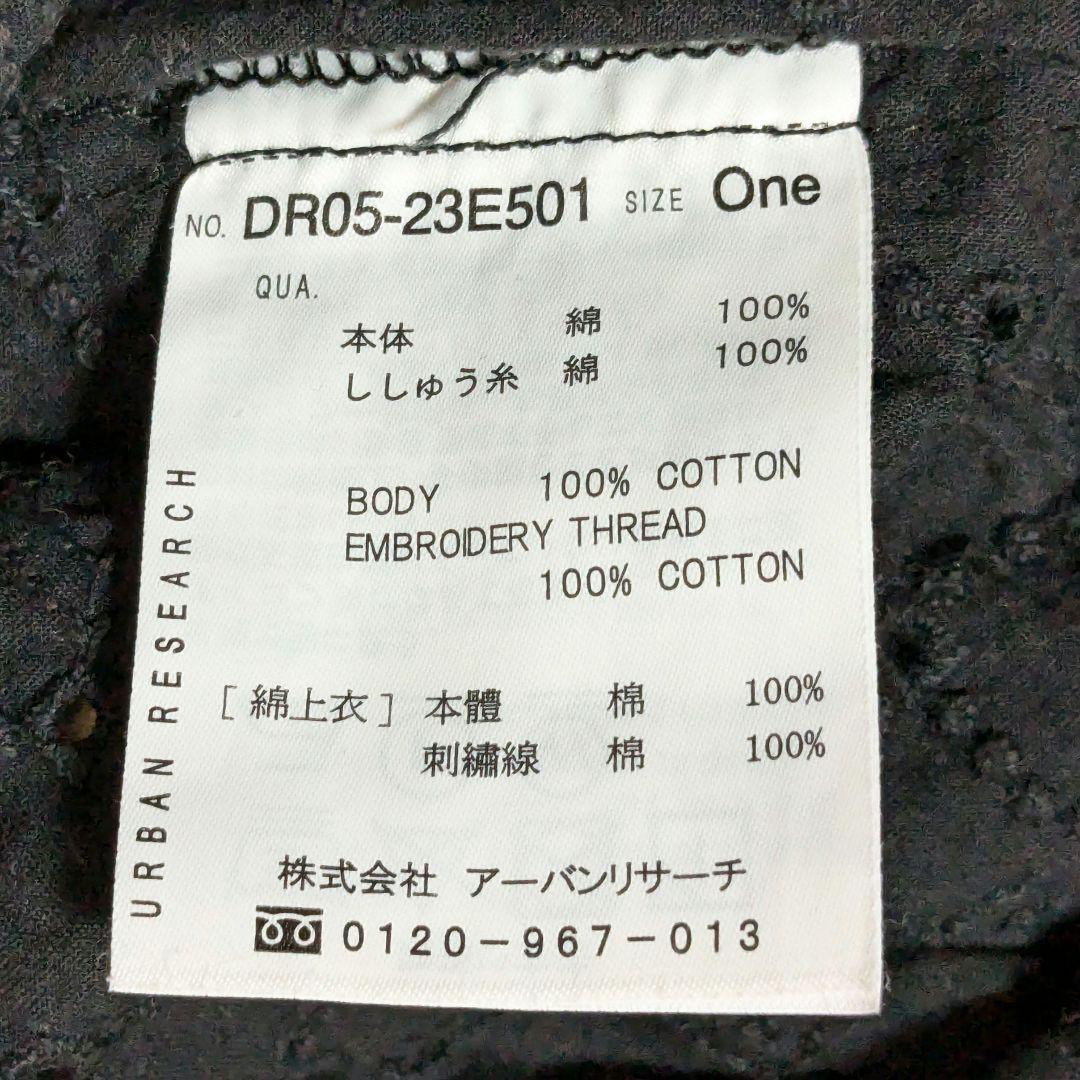 NO. DR05-23E501 SIZE One
QUA.
本体 綿 100%
ししゅう糸 綿 100%
BODY 100% COTTON
EMBROIDERY THREAD
100% COTTON
[綿上衣] 本體 棉 100%
刺繡線 棉 100%
URBAN RESEARCH
株式会社 アーバンリサーチ
0120-967-013